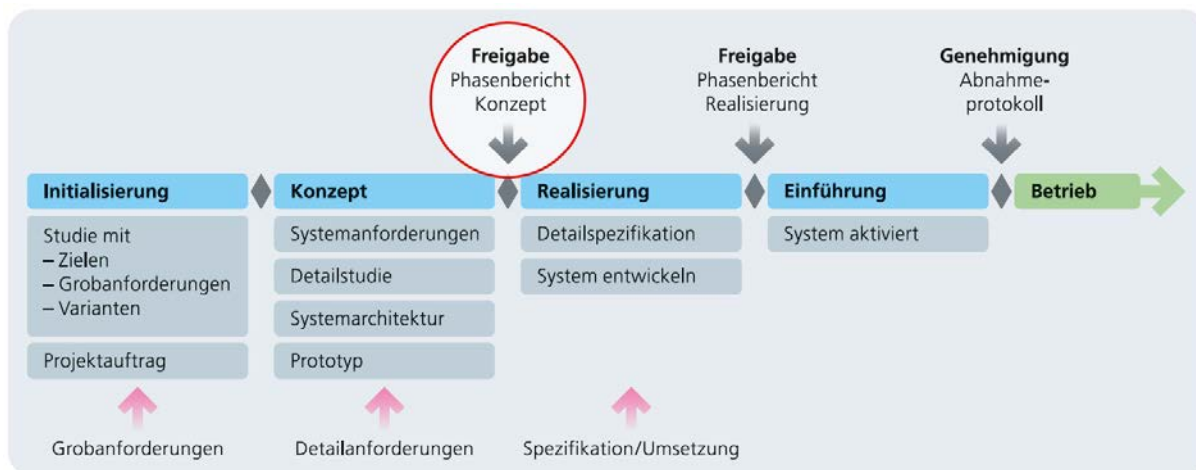 Freigabe
Phasenbericht
Konzept
Freigabe
Phasenbericht
Realisierung
Genehmigung
Abnahme-
protokoll
Initialisierung
Konzept
Realisierung
Einführung
Betrieb
Studie mit
– Zielen
– Grobanforderungen
– Varianten
Projektauftrag
Systemanforderungen
Detailstudie
Systemarchitektur
Prototyp
Detailspezifikation
System entwickeln
System aktiviert
Grobanforderungen
Detailanforderungen
Spezifikation/Umsetzung